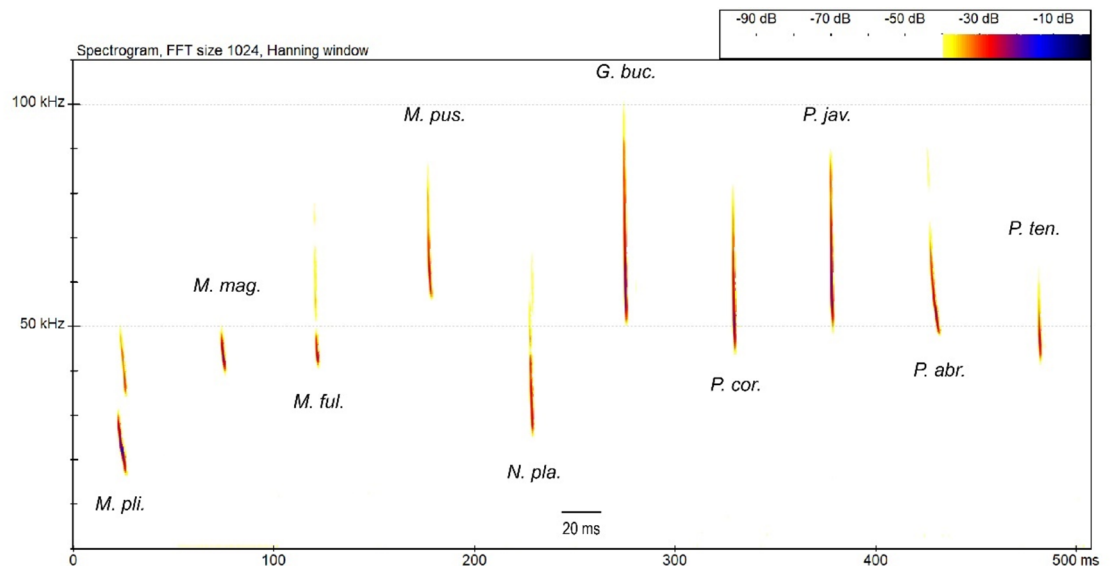 -90 dB -70 dB -50 dB -30 dB -10 dB
Spectrogram, FFT size 1024, Hanning window
G. buc.
100 kHz
M. pus.
P. jav.
P. ten.
M. mag.
50 kHz
P. abr.
P. cor.
M. ful.
N. pla.
M. pli.
20 ms
0 100 200 300 400 500 ms